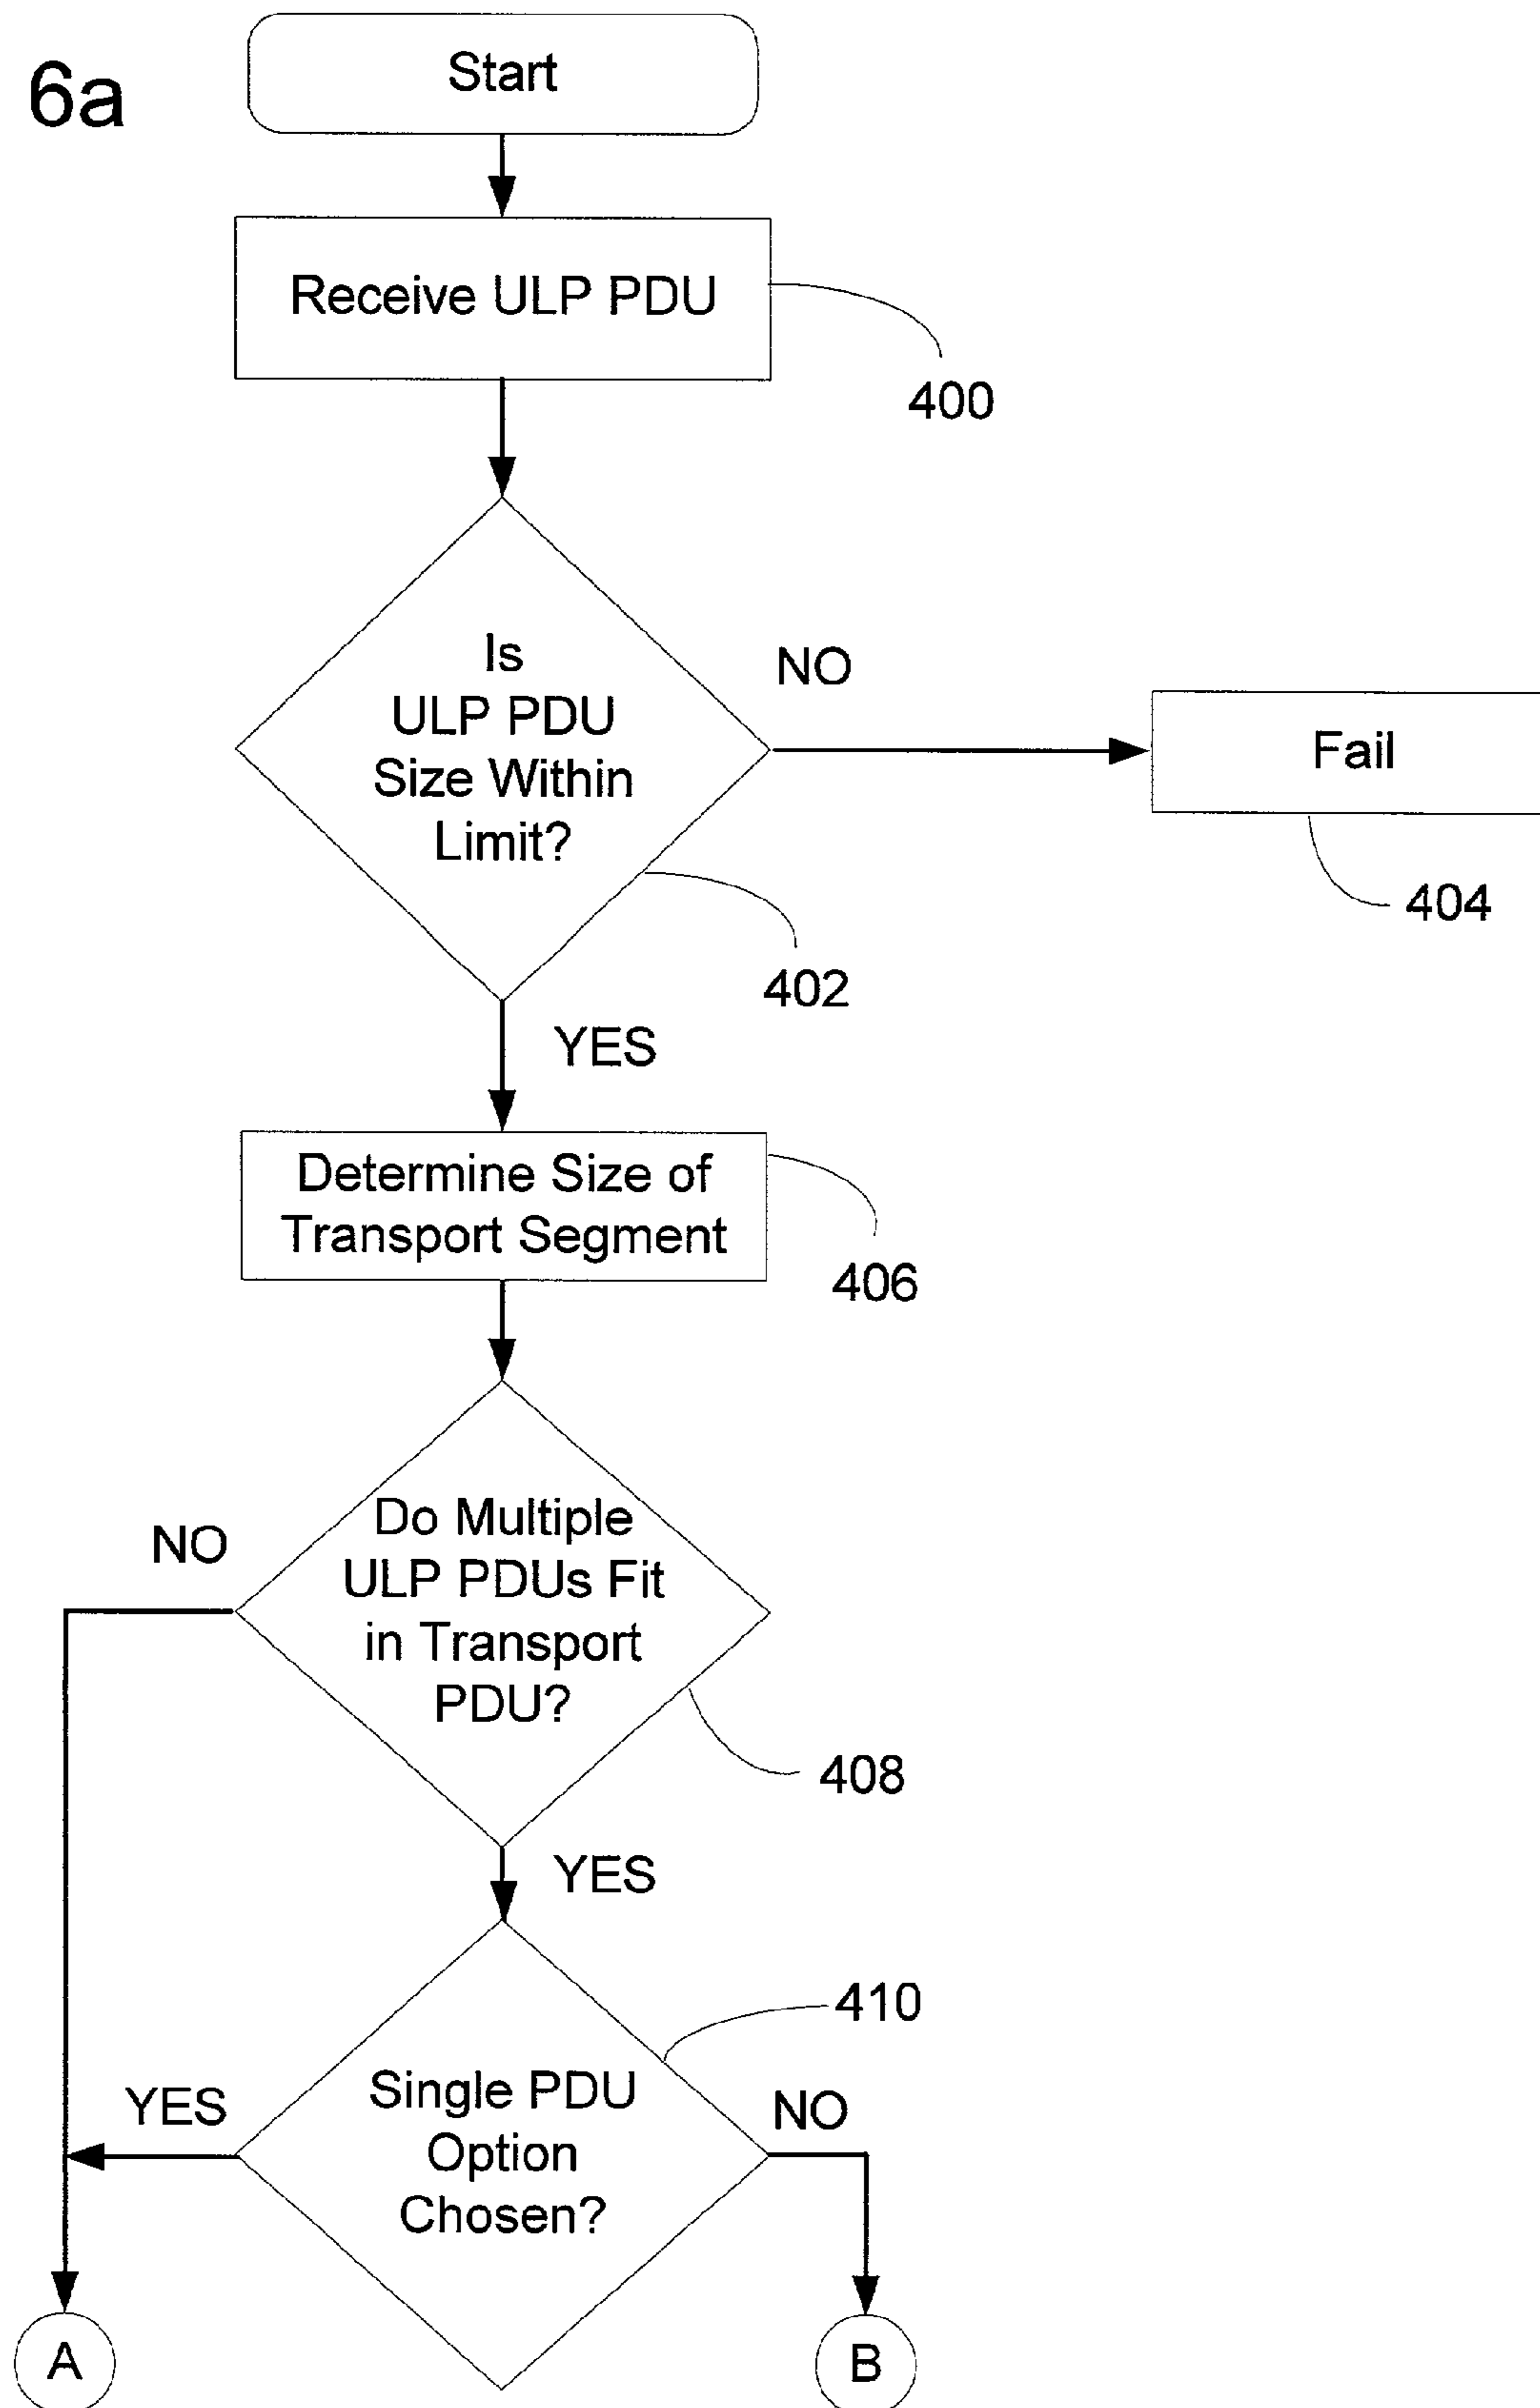 6a
Start
Receive ULP PDU
400
Is
ULP PDU
Size Within
Limit?
NO
Fail
404
402
YES
Determine Size of
Transport Segment
406
Do Multiple
ULP PDUs Fit
in Transport
PDU?
NO
408
YES
410
Single PDU
Option
Chosen?
YES
NO
A
B